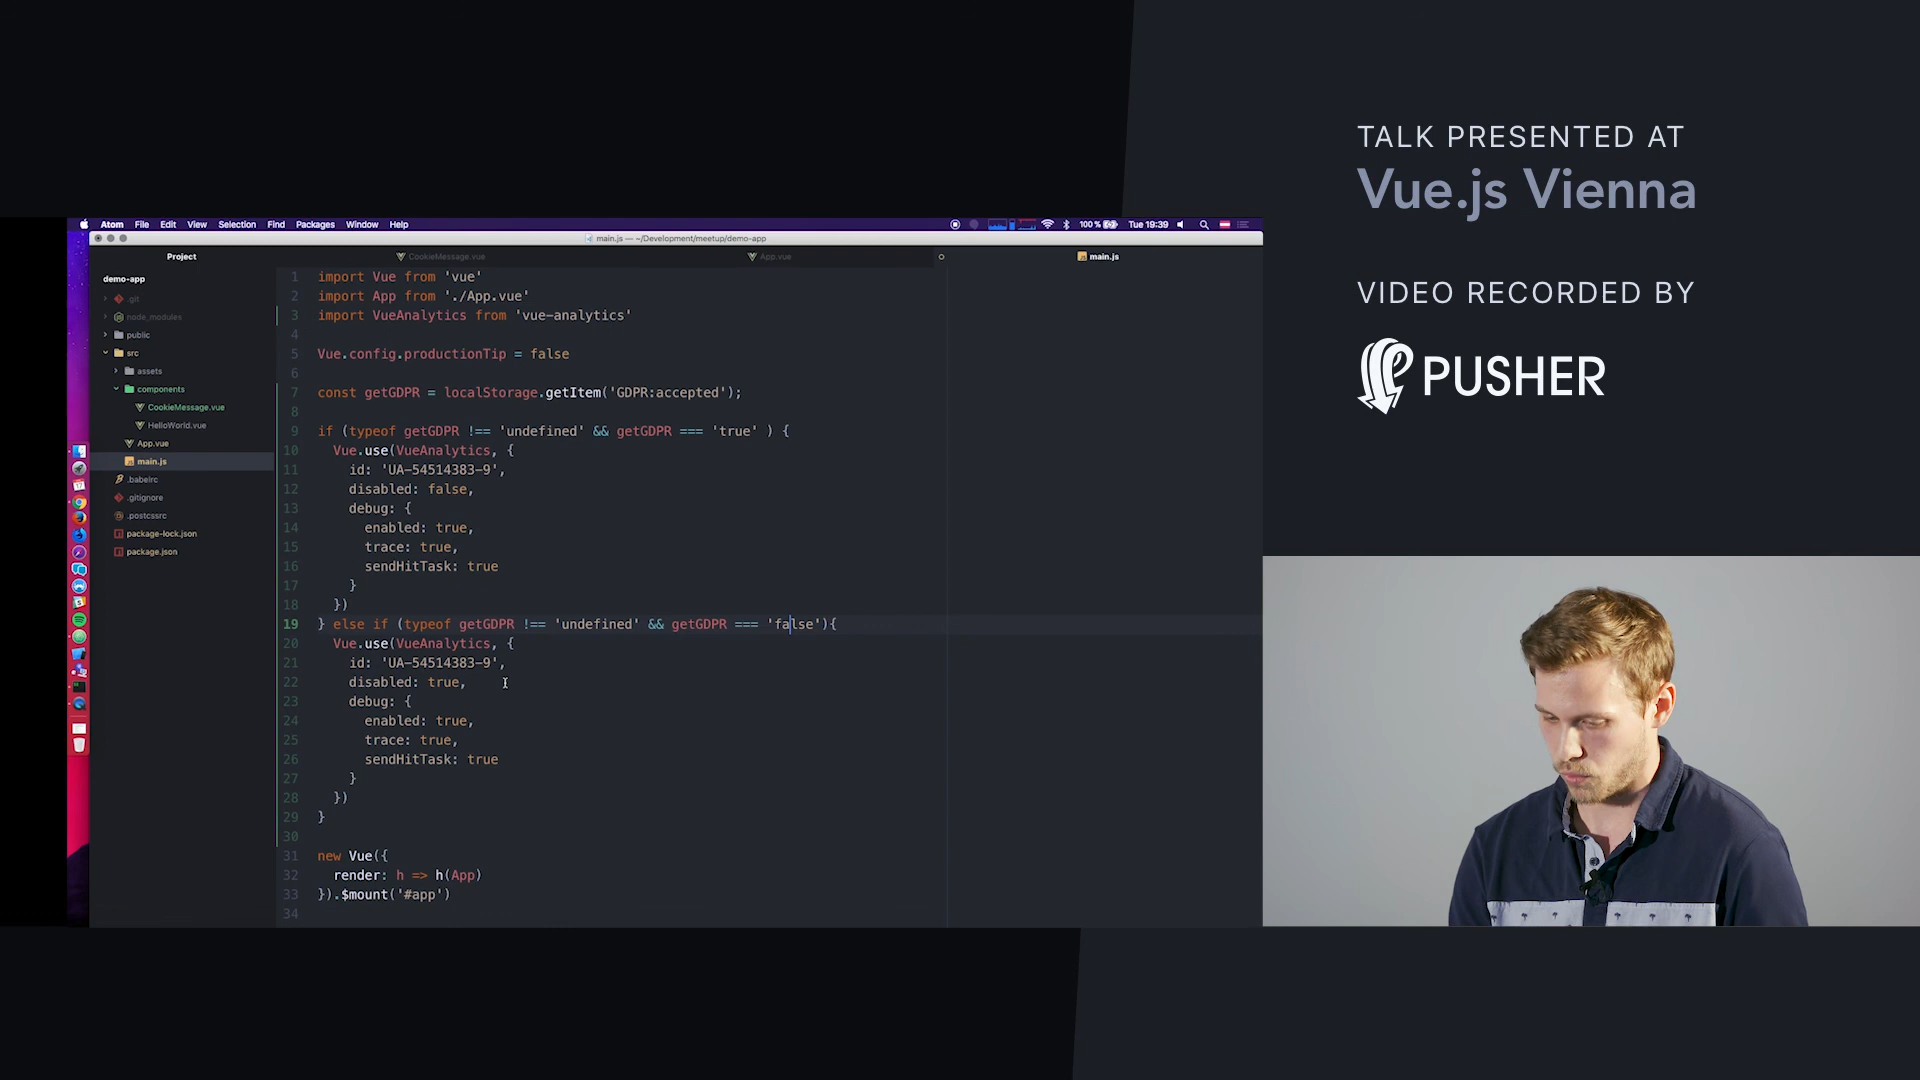 TALK PRESENTED AT
Vue.js Vienna
VIDEO RECORDED BY
PUSHER
Atom File Edit View Selection Find Packages Window Help
100 % Tue 19:39
main.js — ~/Development/meetup/demo-app
Project
CookieMessage.vue
App.vue
main.js
demo-app
.git
node_modules
public
src
assets
components
CookieMessage.vue
HelloWorld.vue
App.vue
main.js
.babelrc
.gitignore
.postcssrc
package-lock.json
package.json
1 import Vue from 'vue'
2 import App from './App.vue'
3 import VueAnalytics from 'vue-analytics'
4
5 Vue.config.productionTip = false
6
7 const getGDPR = localStorage.getItem('GDPR:accepted');
8
9 if (typeof getGDPR !== 'undefined' && getGDPR === 'true' ) {
10 Vue.use(VueAnalytics, {
11 id: 'UA-54514383-9',
12 disabled: false,
13 debug: {
14 enabled: true,
15 trace: true,
16 sendHitTask: true
17 }
18 })
19 } else if (typeof getGDPR !== 'undefined' && getGDPR === 'false'){
20 Vue.use(VueAnalytics, {
21 id: 'UA-54514383-9',
22 disabled: true,
23 debug: {
24 enabled: true,
25 trace: true,
26 sendHitTask: true
27 }
28 })
29 }
30
31 new Vue({
32 render: h => h(App)
33 }).$mount('#app')
34